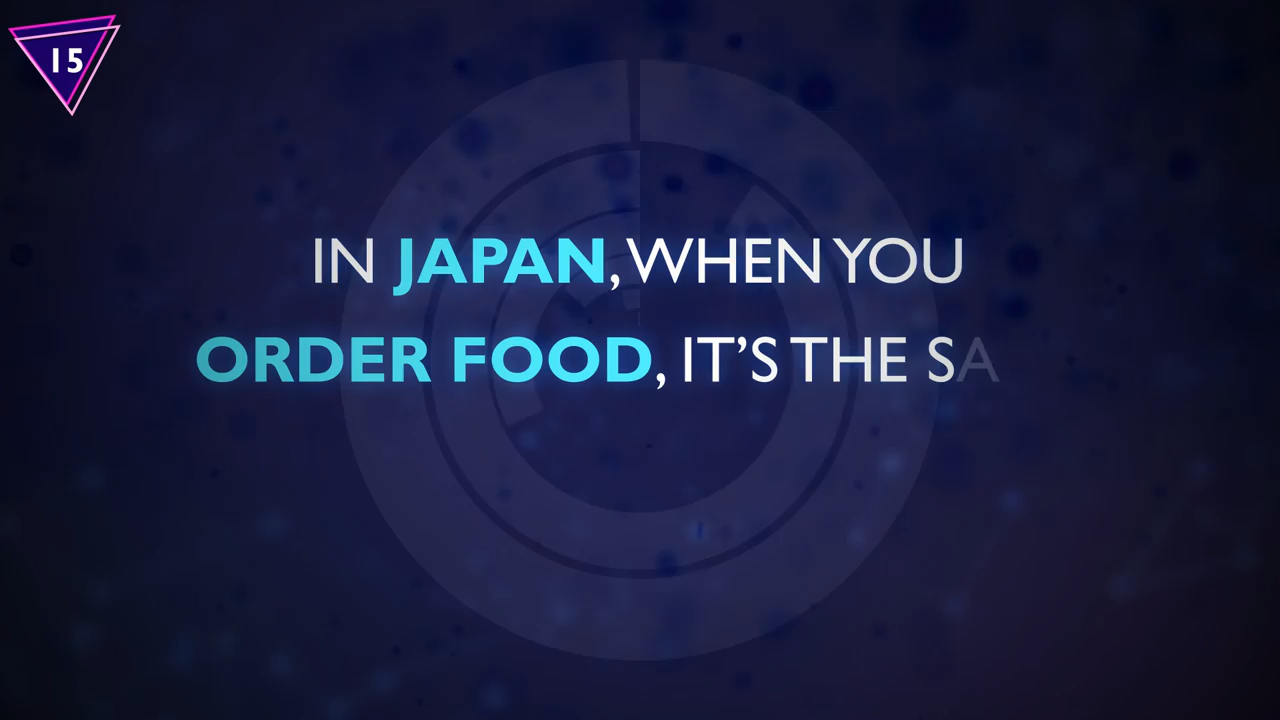 15
IN JAPAN, WHEN YOU
ORDER FOOD, IT’S THE SA